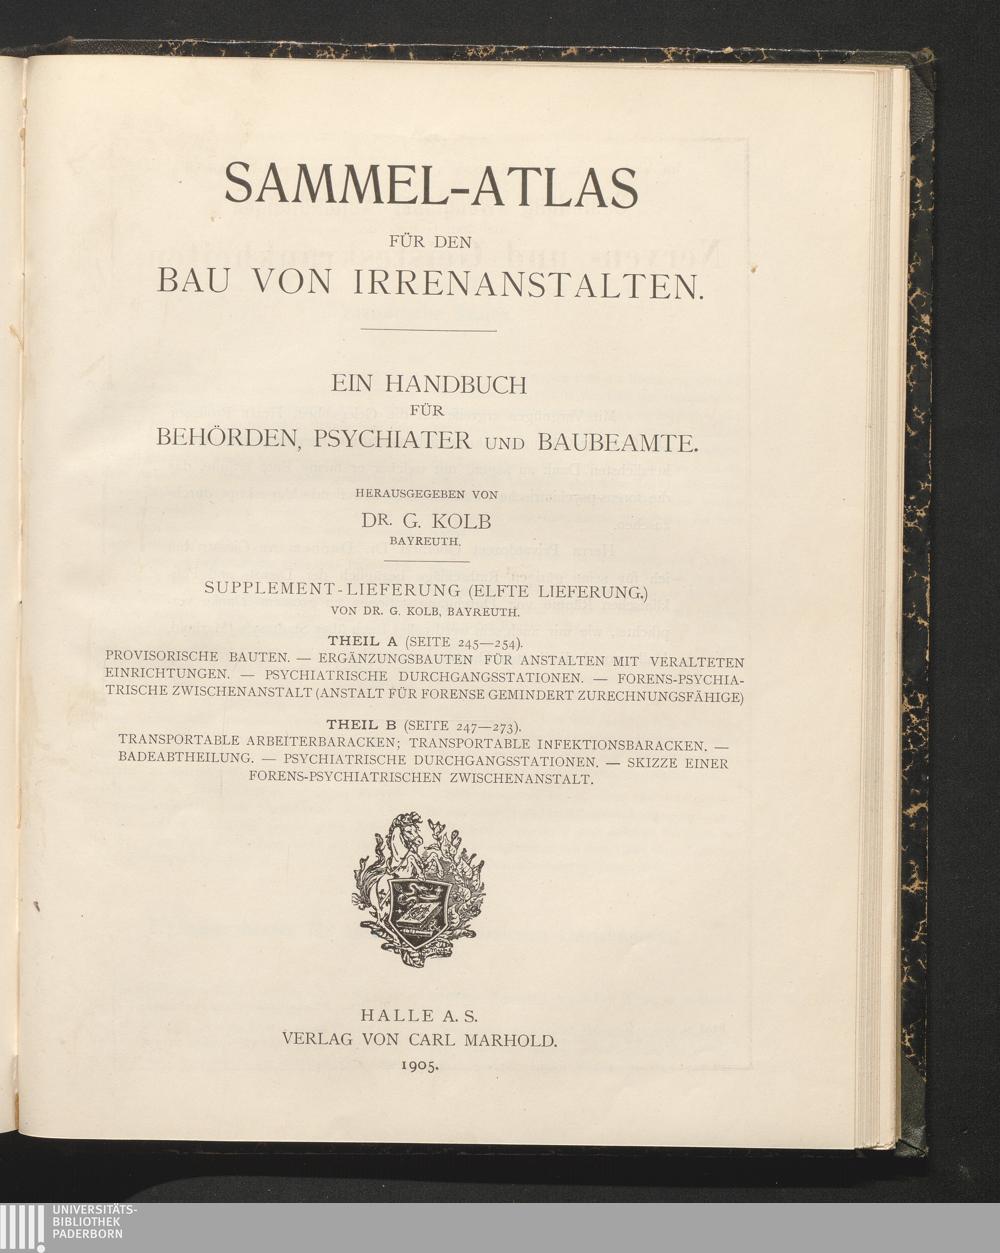 SAMMEL-ATLAS
FÜR DEN
BAU VON IRRENANSTALTEN.
EIN HANDBUCH
FÜR
BEHÖRDEN, PSYCHIATER UND BAUBEAMTE.
HERAUSGEGEBEN VON
DR. G. KOLB
BAYREUTH.
SUPPLEMENT-LIEFERUNG (ELFTE LIEFERUNG.)
VON DR. G. KOLB, BAYREUTH.
THEIL A (SEITE 245—254).
PROVISORISCHE BAUTEN. — ERGÄNZUNGSBAUTEN FÜR ANSTALTEN MIT VERALTETEN
EINRICHTUNGEN. — PSYCHIATRISCHE DURCHGANGSSTATIONEN. — FORENS-PSYCHIA-
TRISCHE ZWISCHENANSTALT (ANSTALT FÜR FORENSE GEMINDERT ZURECHNUNGSFÄHIGE)
THEIL B (SEITE 247—273).
TRANSPORTABLE ARBEITERBARACKEN; TRANSPORTABLE INFEKTIONSBARACKEN. —
BADEABTHEILUNG. — PSYCHIATRISCHE DURCHGANGSSTATIONEN. — SKIZZE EINER
FORENS-PSYCHIATRISCHEN ZWISCHENANSTALT.
HALLE A. S.
VERLAG VON CARL MARHOLD.
1905.
UNIVERSITÄTS-
BIBLIOTHEK
PADERBORN